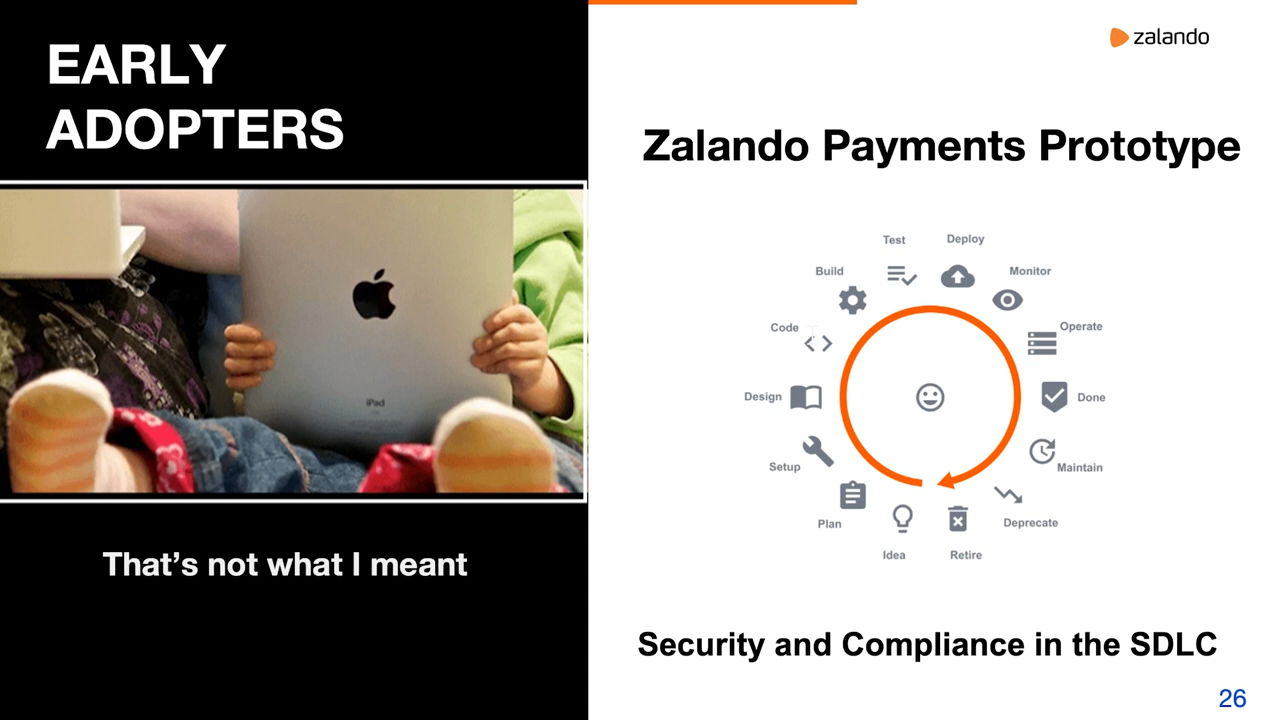 EARLY
ADOPTERS
iPad
That's not what I meant
zalando
Zalando Payments Prototype
Test
Deploy
Build
Monitor
Code
Operate
Design
Done
Setup
Maintain
Plan
Deprecate
Idea
Retire
Security and Compliance in the SDLC
26